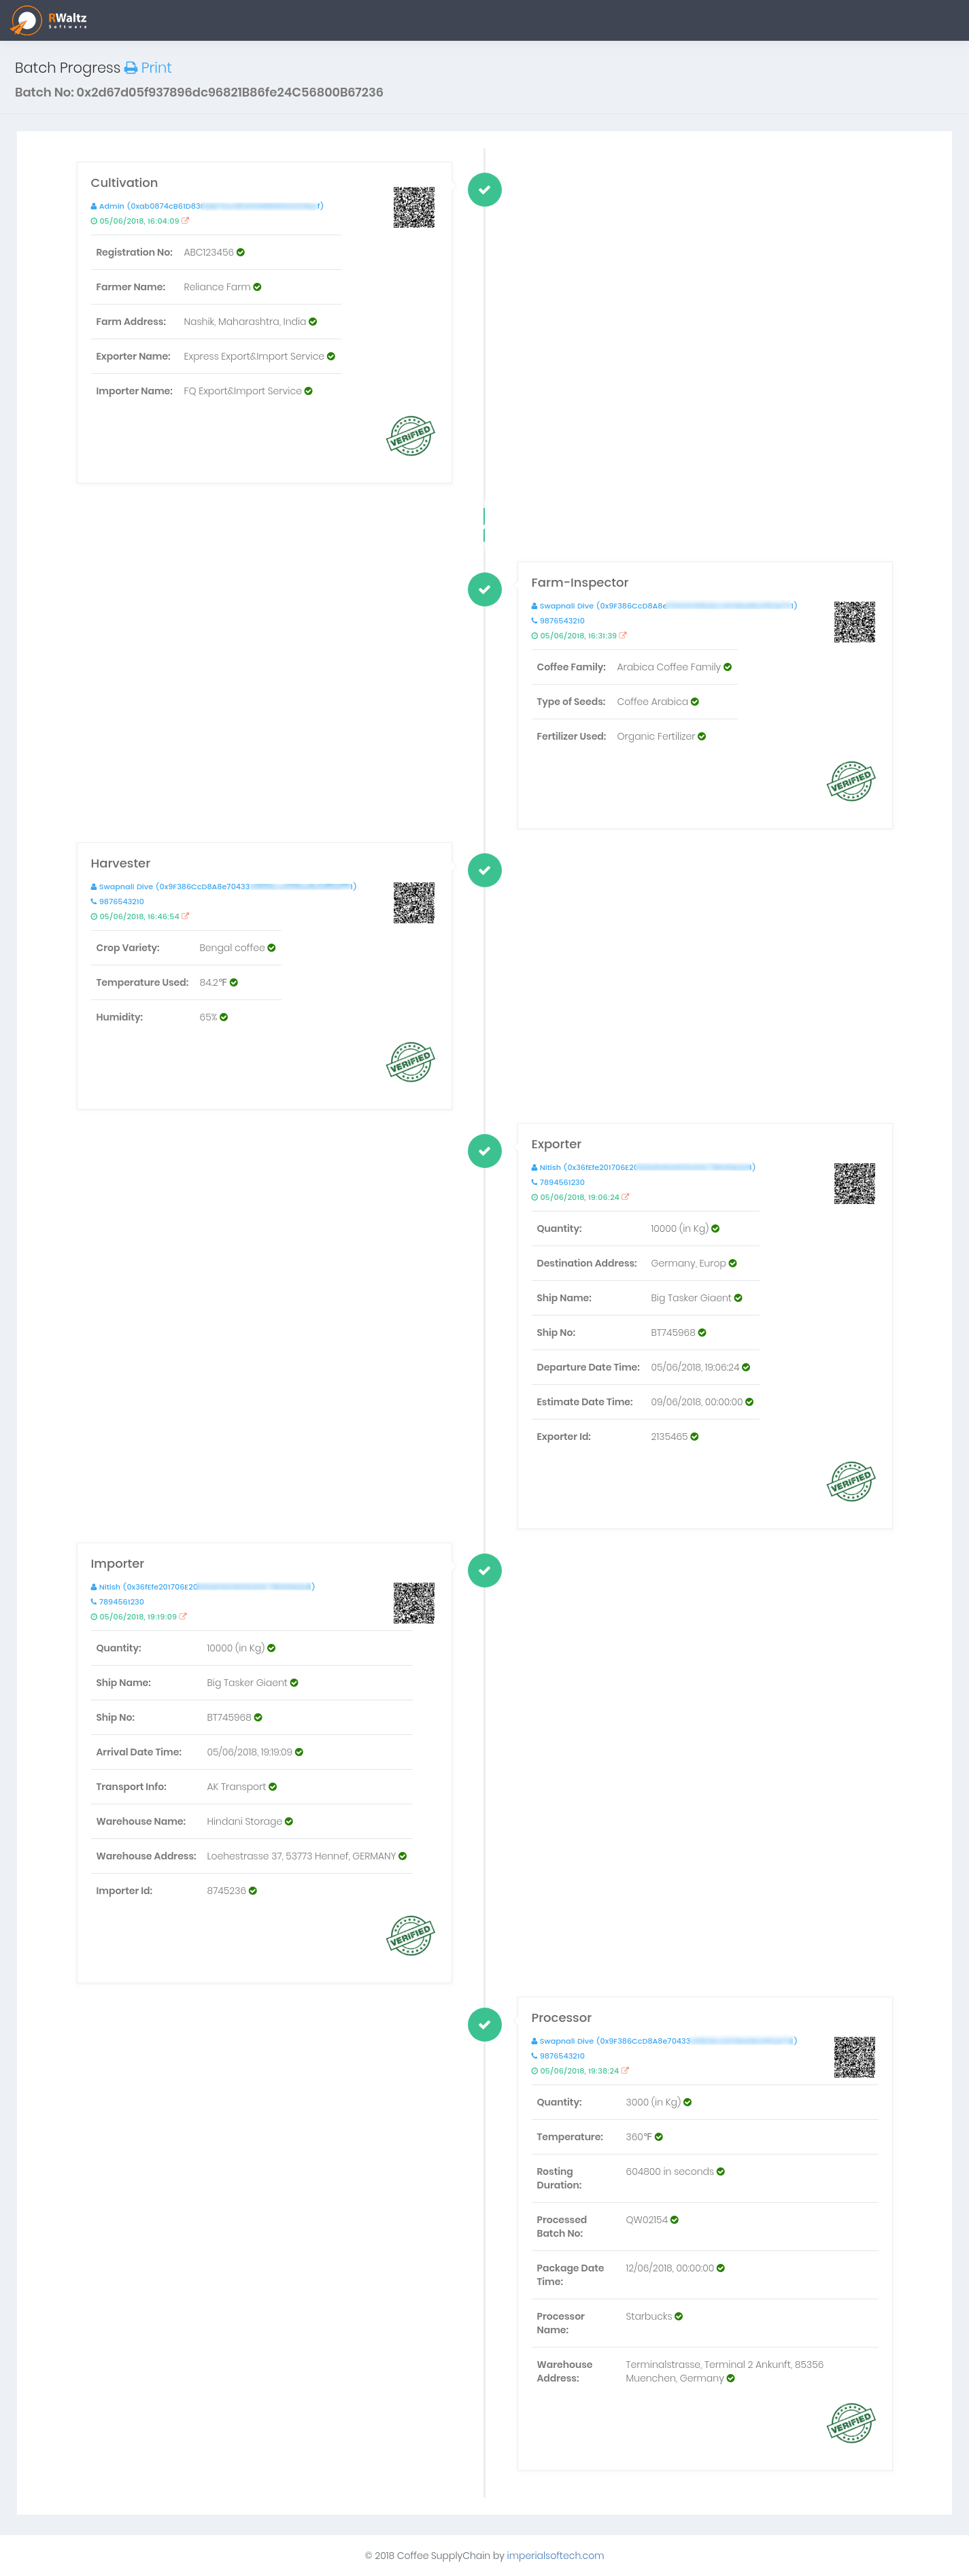 RWaltz
Software
Batch Progress Print
Batch No: 0x2d67d05f937896dc96821B86fe24C56800B67236
Cultivation
Admin (0xab0874cB61D83 f)
05/06/2018, 16:04:09
Registration No: ABC123456
Farmer Name: Reliance Farm
Farm Address: Nashik, Maharashtra, India
Exporter Name: Express Export&Import Service
Importer Name: FQ Export&Import Service
VERIFIED
Farm-Inspector
Swapnali Dive (0x9F386CcD8A8e 1)
9876543210
05/06/2018, 16:31:39
Coffee Family: Arabica Coffee Family
Type of Seeds: Coffee Arabica
Fertilizer Used: Organic Fertilizer
VERIFIED
Harvester
Swapnali Dive (0x9F386CcD8A8e70433 1)
9876543210
05/06/2018, 16:46:54
Crop Variety: Bengal coffee
Temperature Used: 84.2°F
Humidity: 65%
VERIFIED
Exporter
Nitish (0x36fEfe201706E20 )
7894561230
05/06/2018, 19:06:24
Quantity: 10000 (in Kg)
Destination Address: Germany, Europ
Ship Name: Big Tasker Giaent
Ship No: BT745968
Departure Date Time: 05/06/2018, 19:06:24
Estimate Date Time: 09/06/2018, 00:00:00
Exporter Id: 2135465
VERIFIED
Importer
Nitish (0x36fEfe201706E20 )
7894561230
05/06/2018, 19:19:09
Quantity: 10000 (in Kg)
Ship Name: Big Tasker Giaent
Ship No: BT745968
Arrival Date Time: 05/06/2018, 19:19:09
Transport Info: AK Transport
Warehouse Name: Hindani Storage
Warehouse Address: Loehestrasse 37, 53773 Hennef, GERMANY
Importer Id: 8745236
VERIFIED
Processor
Swapnali Dive (0x9F386CcD8A8e70433 )
9876543210
05/06/2018, 19:38:24
Quantity: 3000 (in Kg)
Temperature: 360°F
Rosting 604800 in seconds
Duration:
Processed QW02154
Batch No:
Package Date 12/06/2018, 00:00:00
Time:
Processor Starbucks
Name:
Warehouse Terminalstrasse, Terminal 2 Ankunft, 85356
Address: Muenchen, Germany
VERIFIED
© 2018 Coffee SupplyChain by imperialsoftech.com